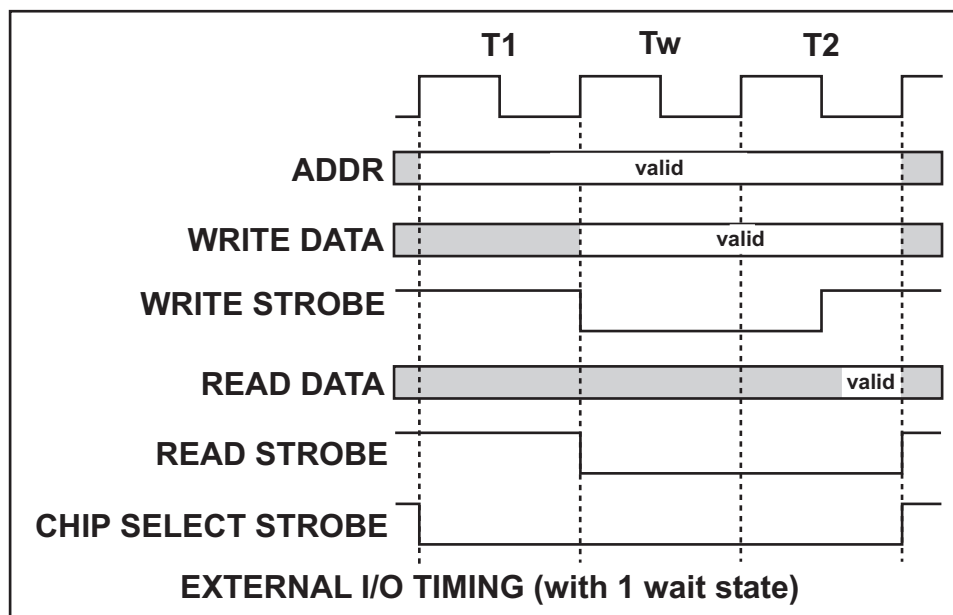 T1 Tw T2
ADDR valid
WRITE DATA valid
WRITE STROBE
READ DATA valid
READ STROBE
CHIP SELECT STROBE
EXTERNAL I/O TIMING (with 1 wait state)